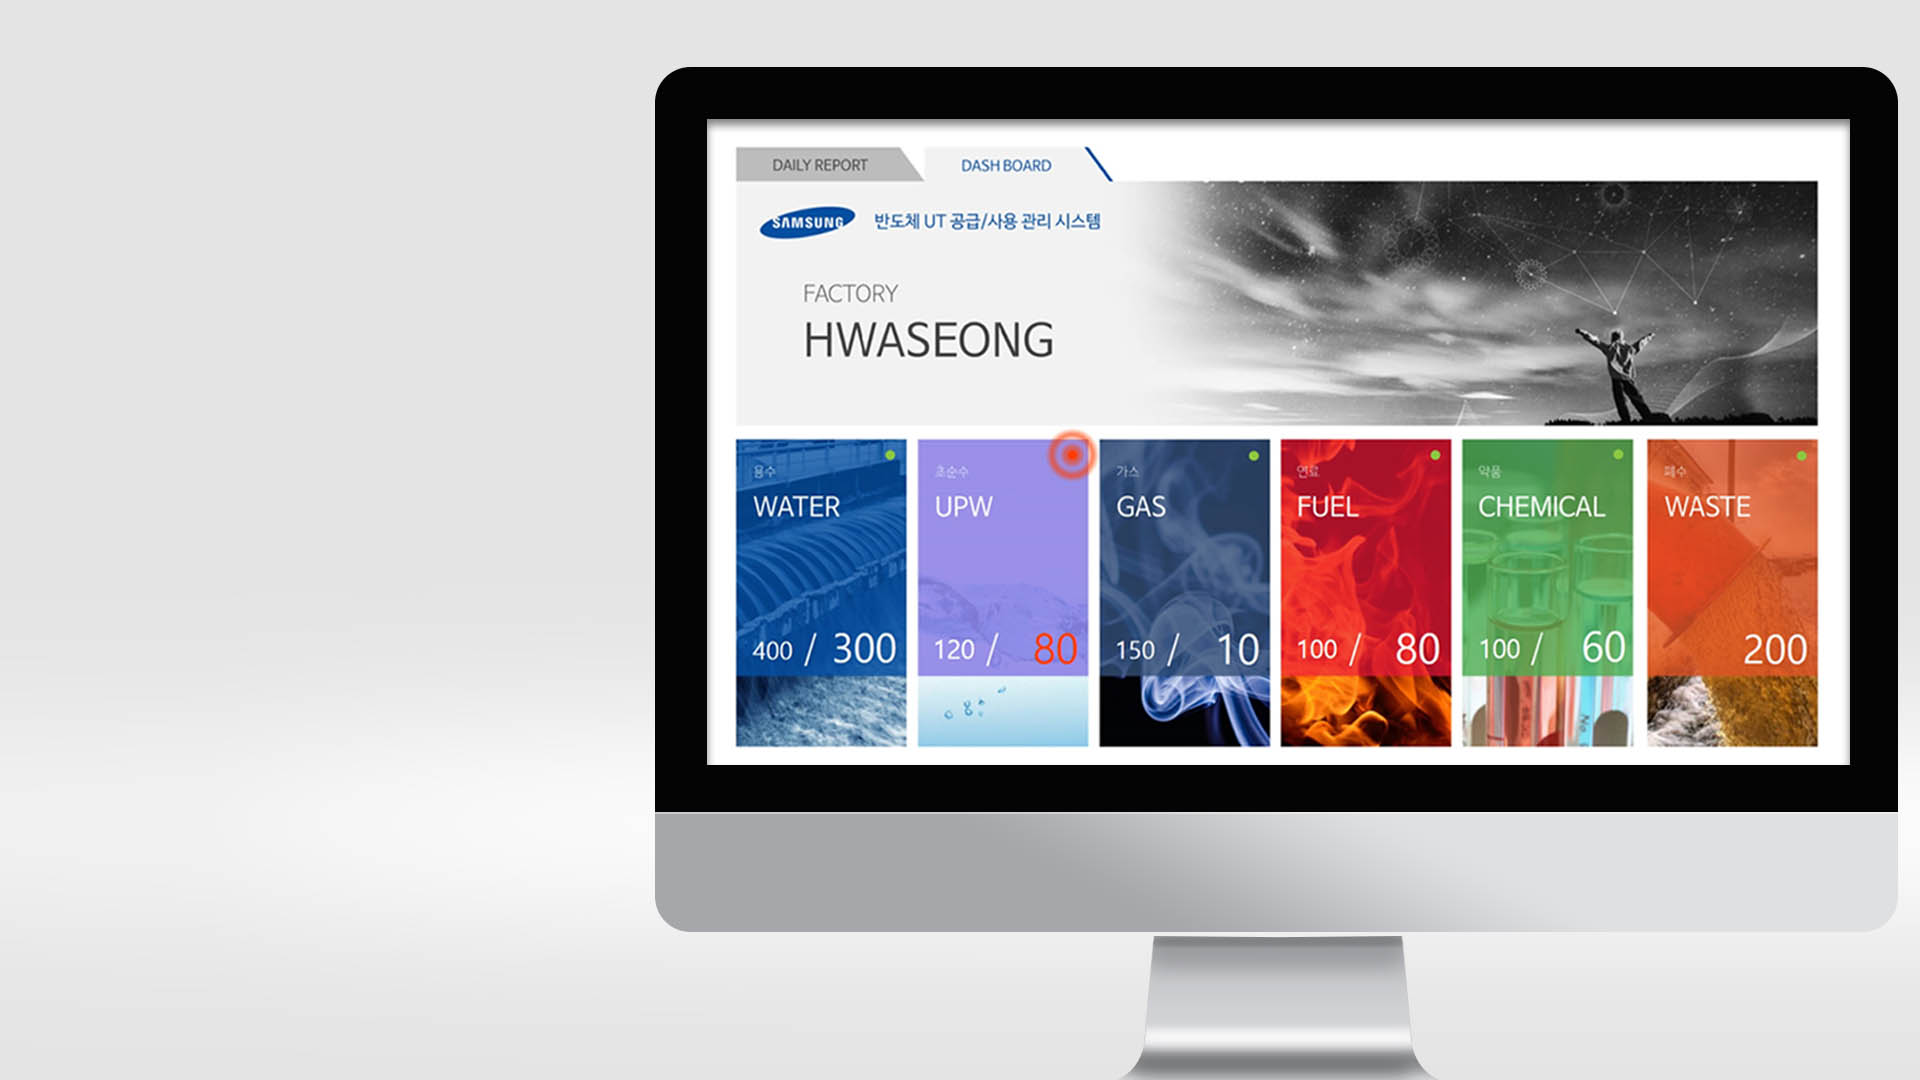 DAILY REPORT
DASH BOARD
SAMSUNG
반도체 UT 공급/사용 관리 시스템
FACTORY
HWASEONG
용수
WATER
400 / 300
초순수
UPW
120 / 80
가스
GAS
150 / 10
연료
FUEL
100 / 80
약품
CHEMICAL
100 / 60
폐수
WASTE
200